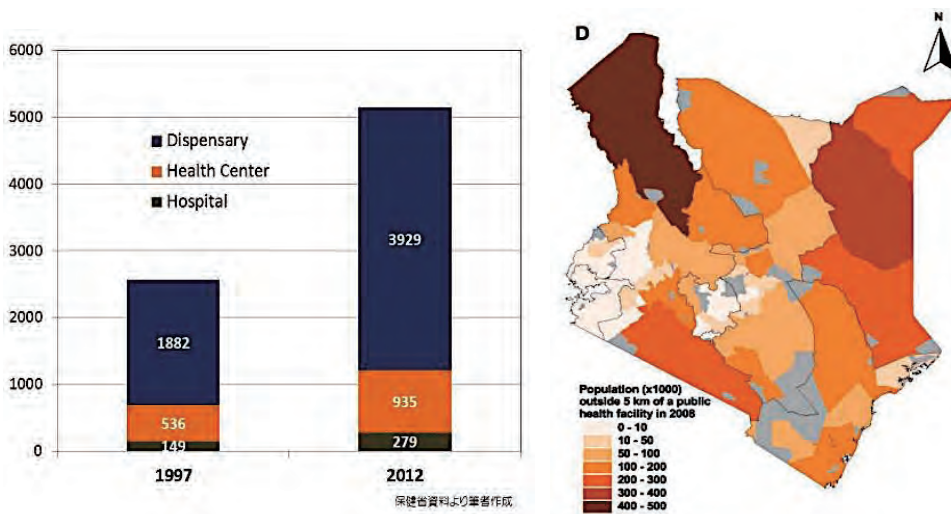 6000
5000
4000
3000
2000
1000
0
Dispensary
Health Center
Hospital
1882
536
149
3929
935
279
1997
2012
保健省資料より筆者作成
D
N
Population (x1000)
outside 5 km of a public
health facility in 2008
0 - 10
10 - 50
50 - 100
100 - 200
200 - 300
300 - 400
400 - 500